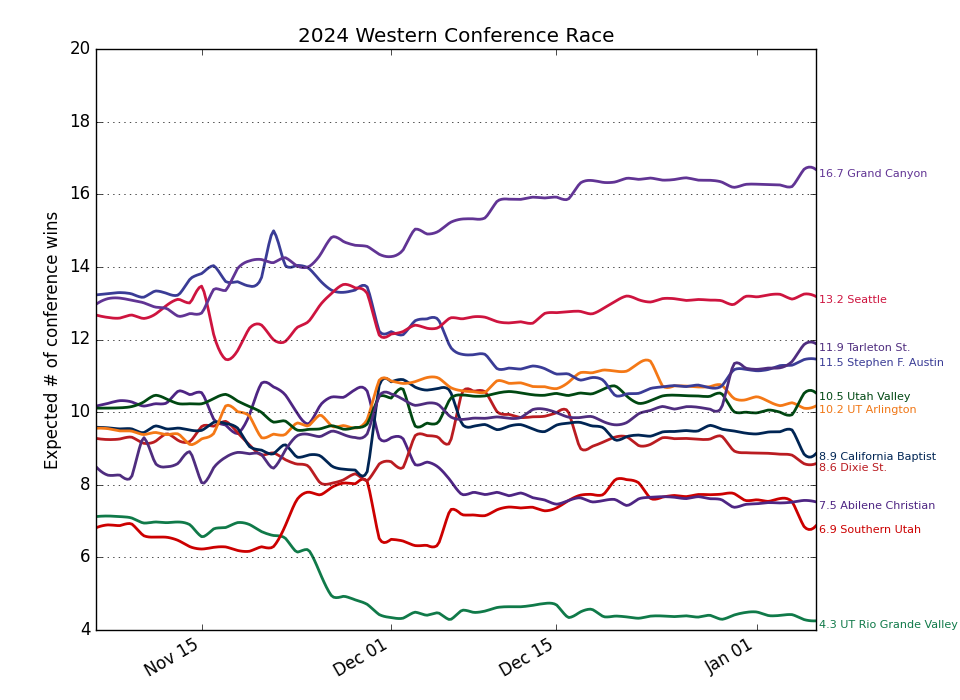 2024 Western Conference Race
Expected # of conference wins
20
18
16
14
12
10
8
6
4
Nov 15
Dec 01
Dec 15
Jan 01
16.7 Grand Canyon
13.2 Seattle
11.9 Tarleton St.
11.5 Stephen F. Austin
10.5 Utah Valley
10.2 UT Arlington
8.9 California Baptist
8.6 Dixie St.
7.5 Abilene Christian
6.9 Southern Utah
4.3 UT Rio Grande Valley